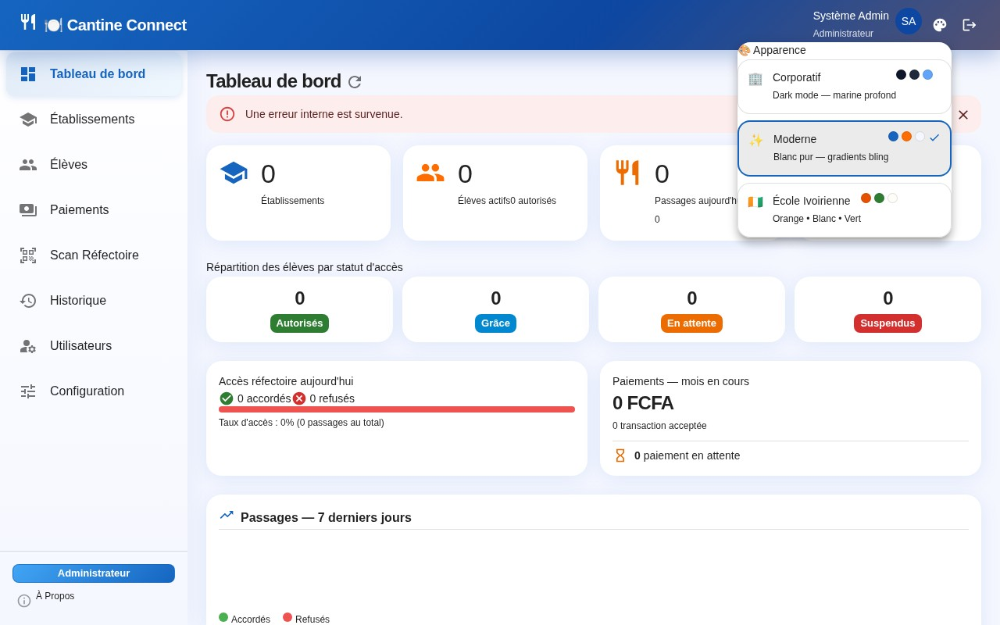 🍽️ Cantine Connect
Système Admin
Administrateur
SA
🎨 Apparence
🏢 Corporatif
Dark mode — marine profond
✨ Moderne
Blanc pur — gradients bling
🇨🇮 École Ivoirienne
Orange • Blanc • Vert
Tableau de bord
Établissements
Élèves
Paiements
Scan Réfectoire
Historique
Utilisateurs
Configuration
Administrateur
À Propos
Tableau de bord
Une erreur interne est survenue.
0
Établissements
0
Élèves actifs0 autorisés
0
Passages aujourd'h
0
Répartition des élèves par statut d'accès
0
Autorisés
0
Grâce
0
En attente
0
Suspendus
Accès réfectoire aujourd'hui
0 accordés 0 refusés
Taux d'accès : 0% (0 passages au total)
Paiements — mois en cours
0 FCFA
0 transaction acceptée
0 paiement en attente
Passages — 7 derniers jours
Accordés Refusés